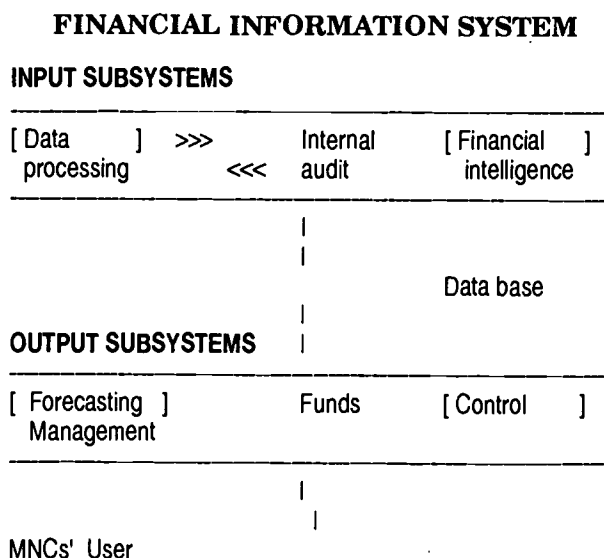 FINANCIAL INFORMATION SYSTEM
INPUT SUBSYSTEMS
[ Data ] >>> Internal [ Financial ]
processing <<< audit intelligence
Data base
OUTPUT SUBSYSTEMS
[ Forecasting ] Funds [ Control ]
Management
MNCs' User